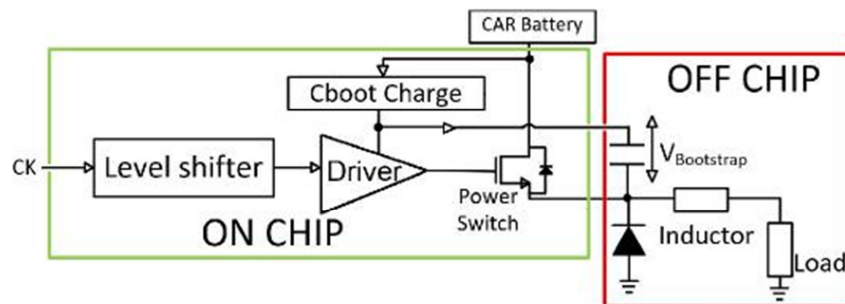 CAR Battery
OFF CHIP
Cboot Charge
VBootstrap
CK
Level shifter
Driver
Power
Switch
Inductor
Load
ON CHIP